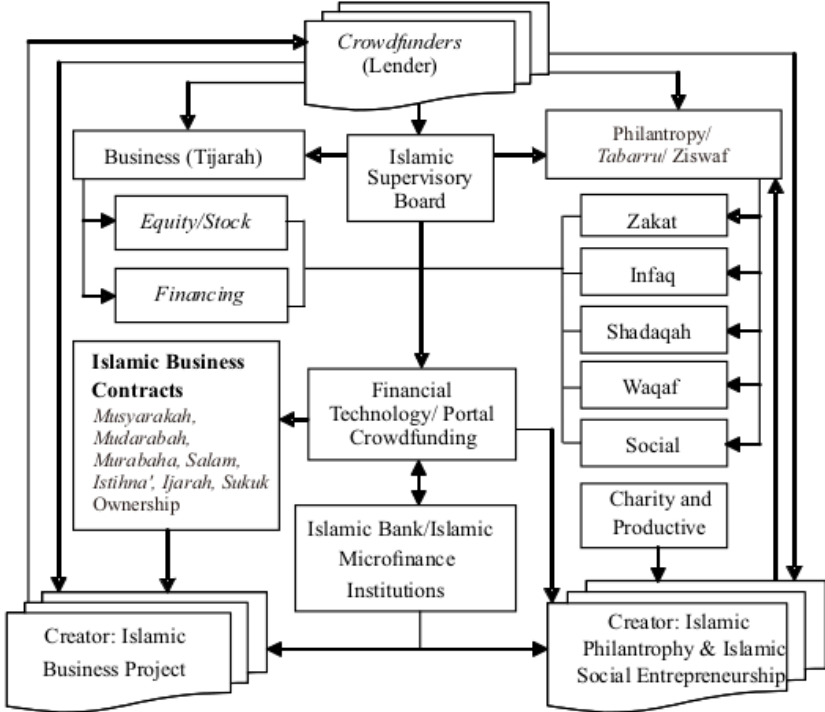 Crowdfunders
(Lender)
Business (Tijarah)
Islamic
Supervisory
Board
Philantropy/
Tabarru/ Ziswaf
Equity/Stock
Financing
Zakat
Infaq
Shadaqah
Waqaf
Social
Islamic Business
Contracts
Musyarakah,
Mudarabah,
Murabaha, Salam,
Istihna', Ijarah, Sukuk
Ownership
Financial
Technology/ Portal
Crowdfunding
Charity and
Productive
Islamic Bank/Islamic
Microfinance
Institutions
Creator: Islamic
Business Project
Creator: Islamic
Philantrophy & Islamic
Social Entrepreneurship